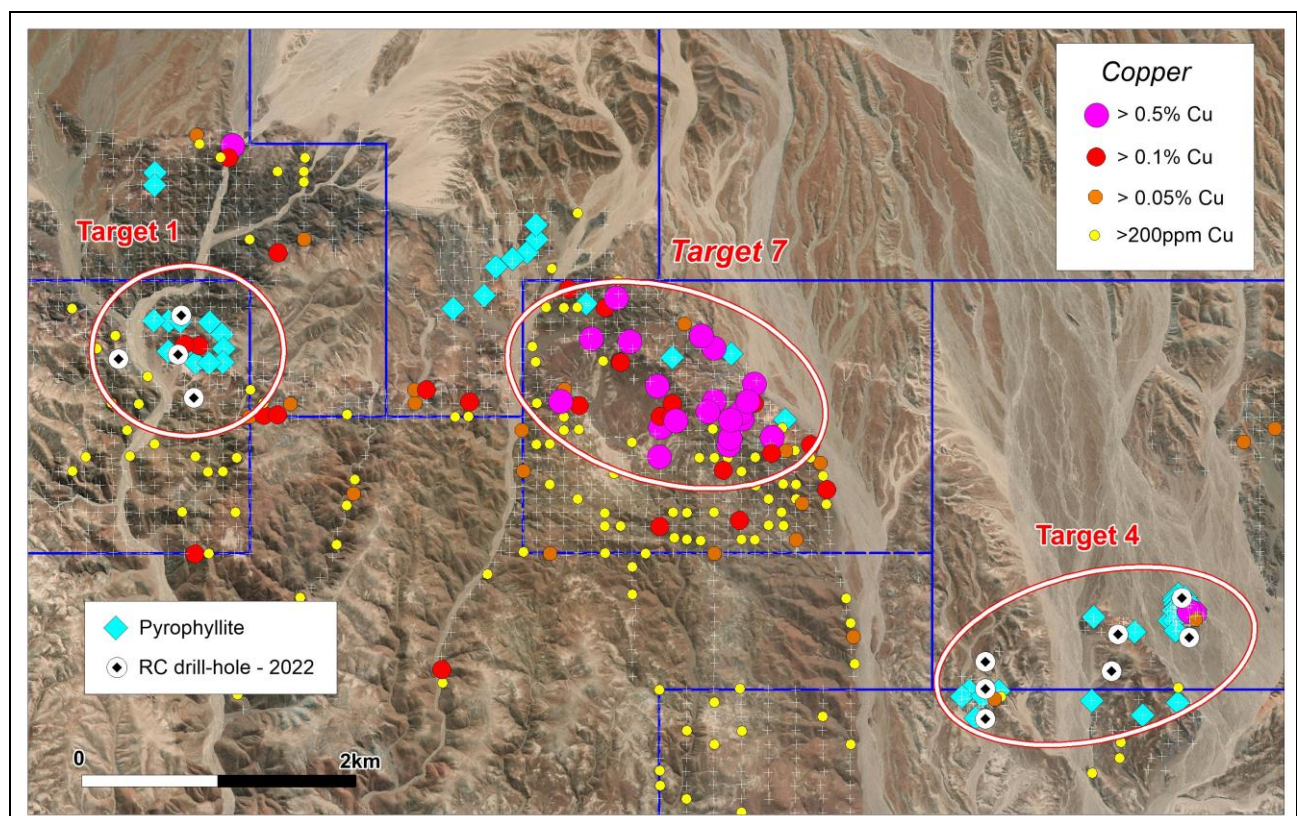 Copper
> 0.5% Cu
> 0.1% Cu
> 0.05% Cu
>200ppm Cu
Target 1
Target 7
Target 4
Pyrophyllite
RC drill-hole - 2022
0
2km